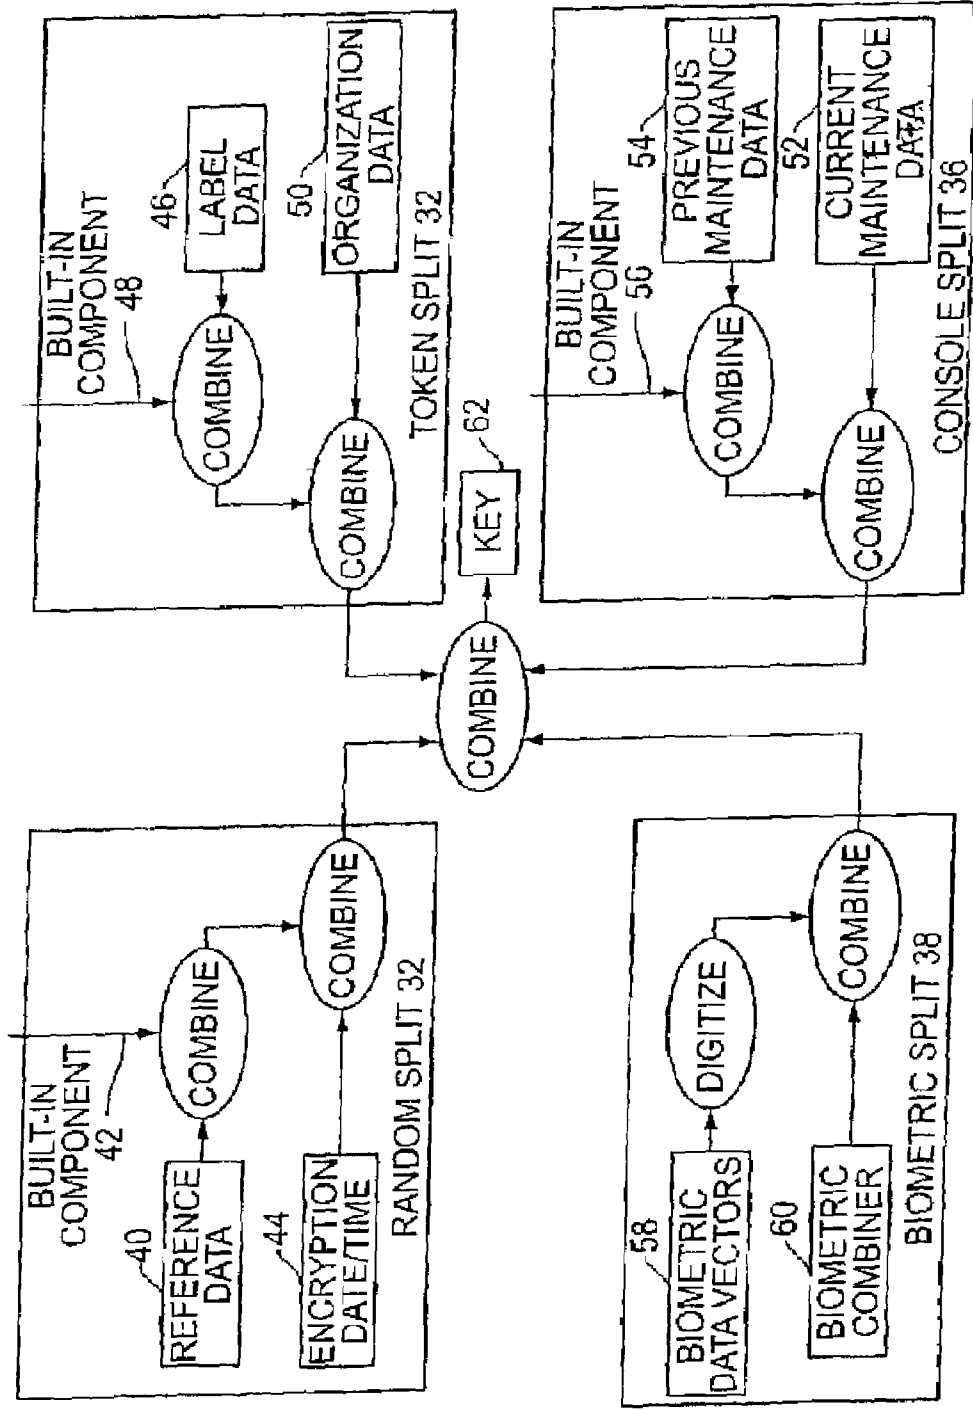 BUILT-IN
COMPONENT
42
40
REFERENCE
DATA
COMBINE
44
ENCRYPTION
DATE/TIME
COMBINE
RANDOM SPLIT 32
BUILT-IN
COMPONENT
48
46
LABEL
DATA
COMBINE
50
ORGANIZATION
DATA
COMBINE
TOKEN SPLIT 32
COMBINE
KEY
62
58
BIOMETRIC
DATA VECTORS
DIGITIZE
60
BIOMETRIC
COMBINER
COMBINE
BIOMETRIC SPLIT 38
BUILT-IN
COMPONENT
56
54
PREVIOUS
MAINTENANCE
DATA
COMBINE
52
CURRENT
MAINTENANCE
DATA
COMBINE
CONSOLE SPLIT 36